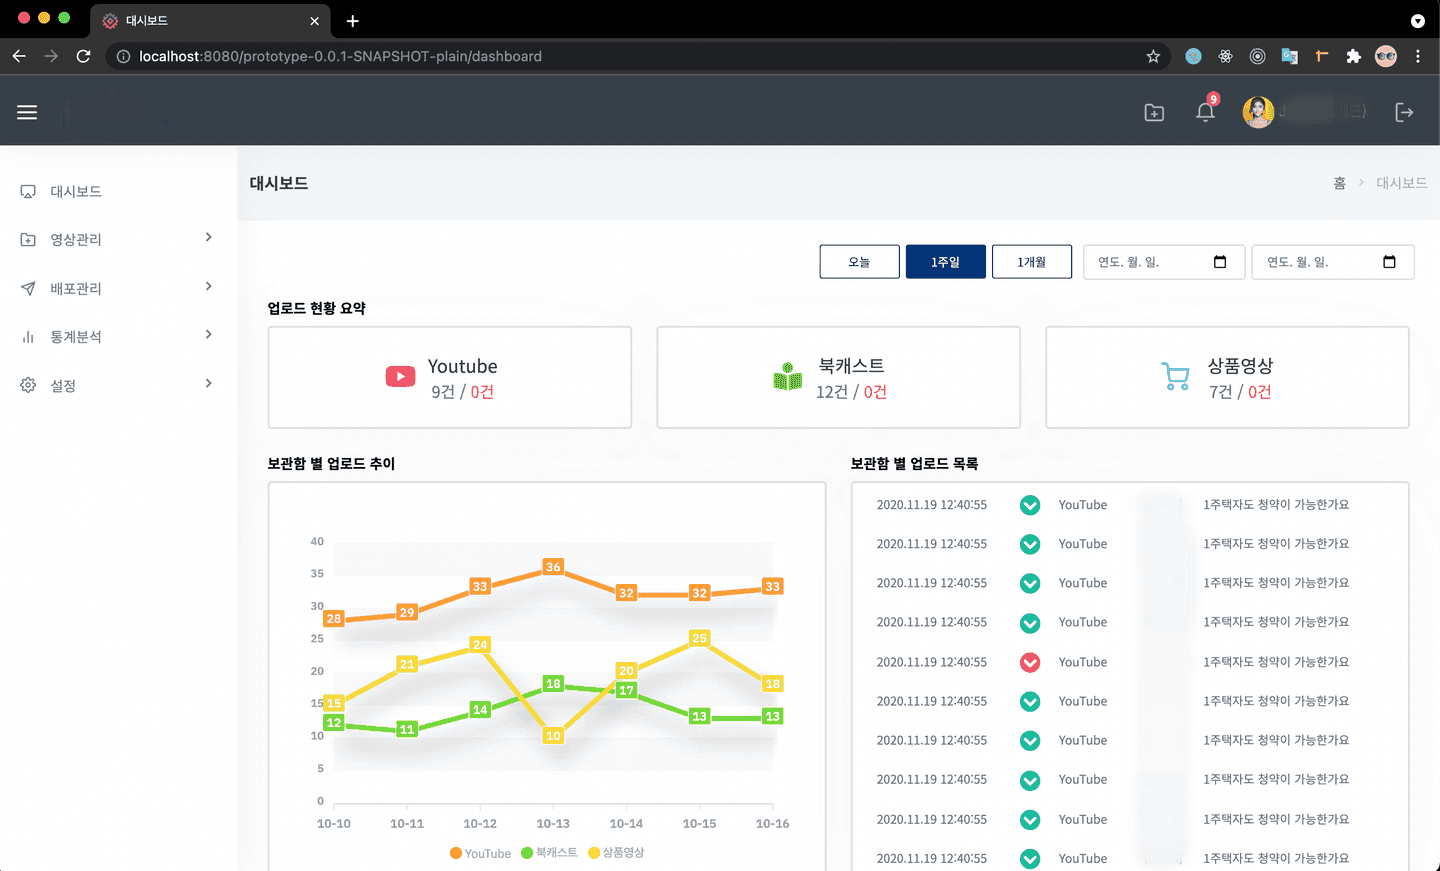 대시보드
localhost:8080/prototype-0.0.1-SNAPSHOT-plain/dashboard
9
대시보드
영상관리
배포관리
통계분석
설정
대시보드
홈 > 대시보드
오늘 1주일 1개월 연도. 월. 일. 연도. 월. 일.
업로드 현황 요약
Youtube
9건 / 0건
북캐스트
12건 / 0건
상품영상
7건 / 0건
보관함 별 업로드 추이
40
35
30
25
20
15
10
5
0
28 29 33 36 32 32 33
15 21 24 10 20 25 18
12 11 14 18 17 13 13
10-10 10-11 10-12 10-13 10-14 10-15 10-16
YouTube 북캐스트 상품영상
보관함 별 업로드 목록
2020.11.19 12:40:55 YouTube 1주택자도 청약이 가능한가요
2020.11.19 12:40:55 YouTube 1주택자도 청약이 가능한가요
2020.11.19 12:40:55 YouTube 1주택자도 청약이 가능한가요
2020.11.19 12:40:55 YouTube 1주택자도 청약이 가능한가요
2020.11.19 12:40:55 YouTube 1주택자도 청약이 가능한가요
2020.11.19 12:40:55 YouTube 1주택자도 청약이 가능한가요
2020.11.19 12:40:55 YouTube 1주택자도 청약이 가능한가요
2020.11.19 12:40:55 YouTube 1주택자도 청약이 가능한가요
2020.11.19 12:40:55 YouTube 1주택자도 청약이 가능한가요
2020.11.19 12:40:55 YouTube 1주택자도 청약이 가능한가요